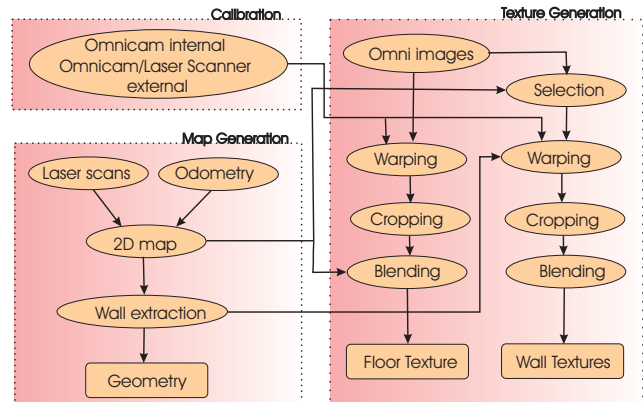 Calibration
Omnicam internal
Omnicam/Laser Scanner
external
Map Generation
Laser scans
Odometry
2D map
Wall extraction
Geometry
Texture Generation
Omni images
Selection
Warping
Warping
Cropping
Cropping
Blending
Blending
Floor Texture
Wall Textures